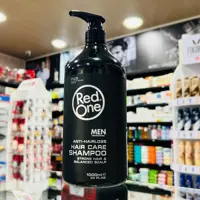 Red
One
MEN
ANTI-HAIRLOSS
HAIR CARE
SHAMPOO
STRONG HAIR &
BALANCED SCALP
1000ml